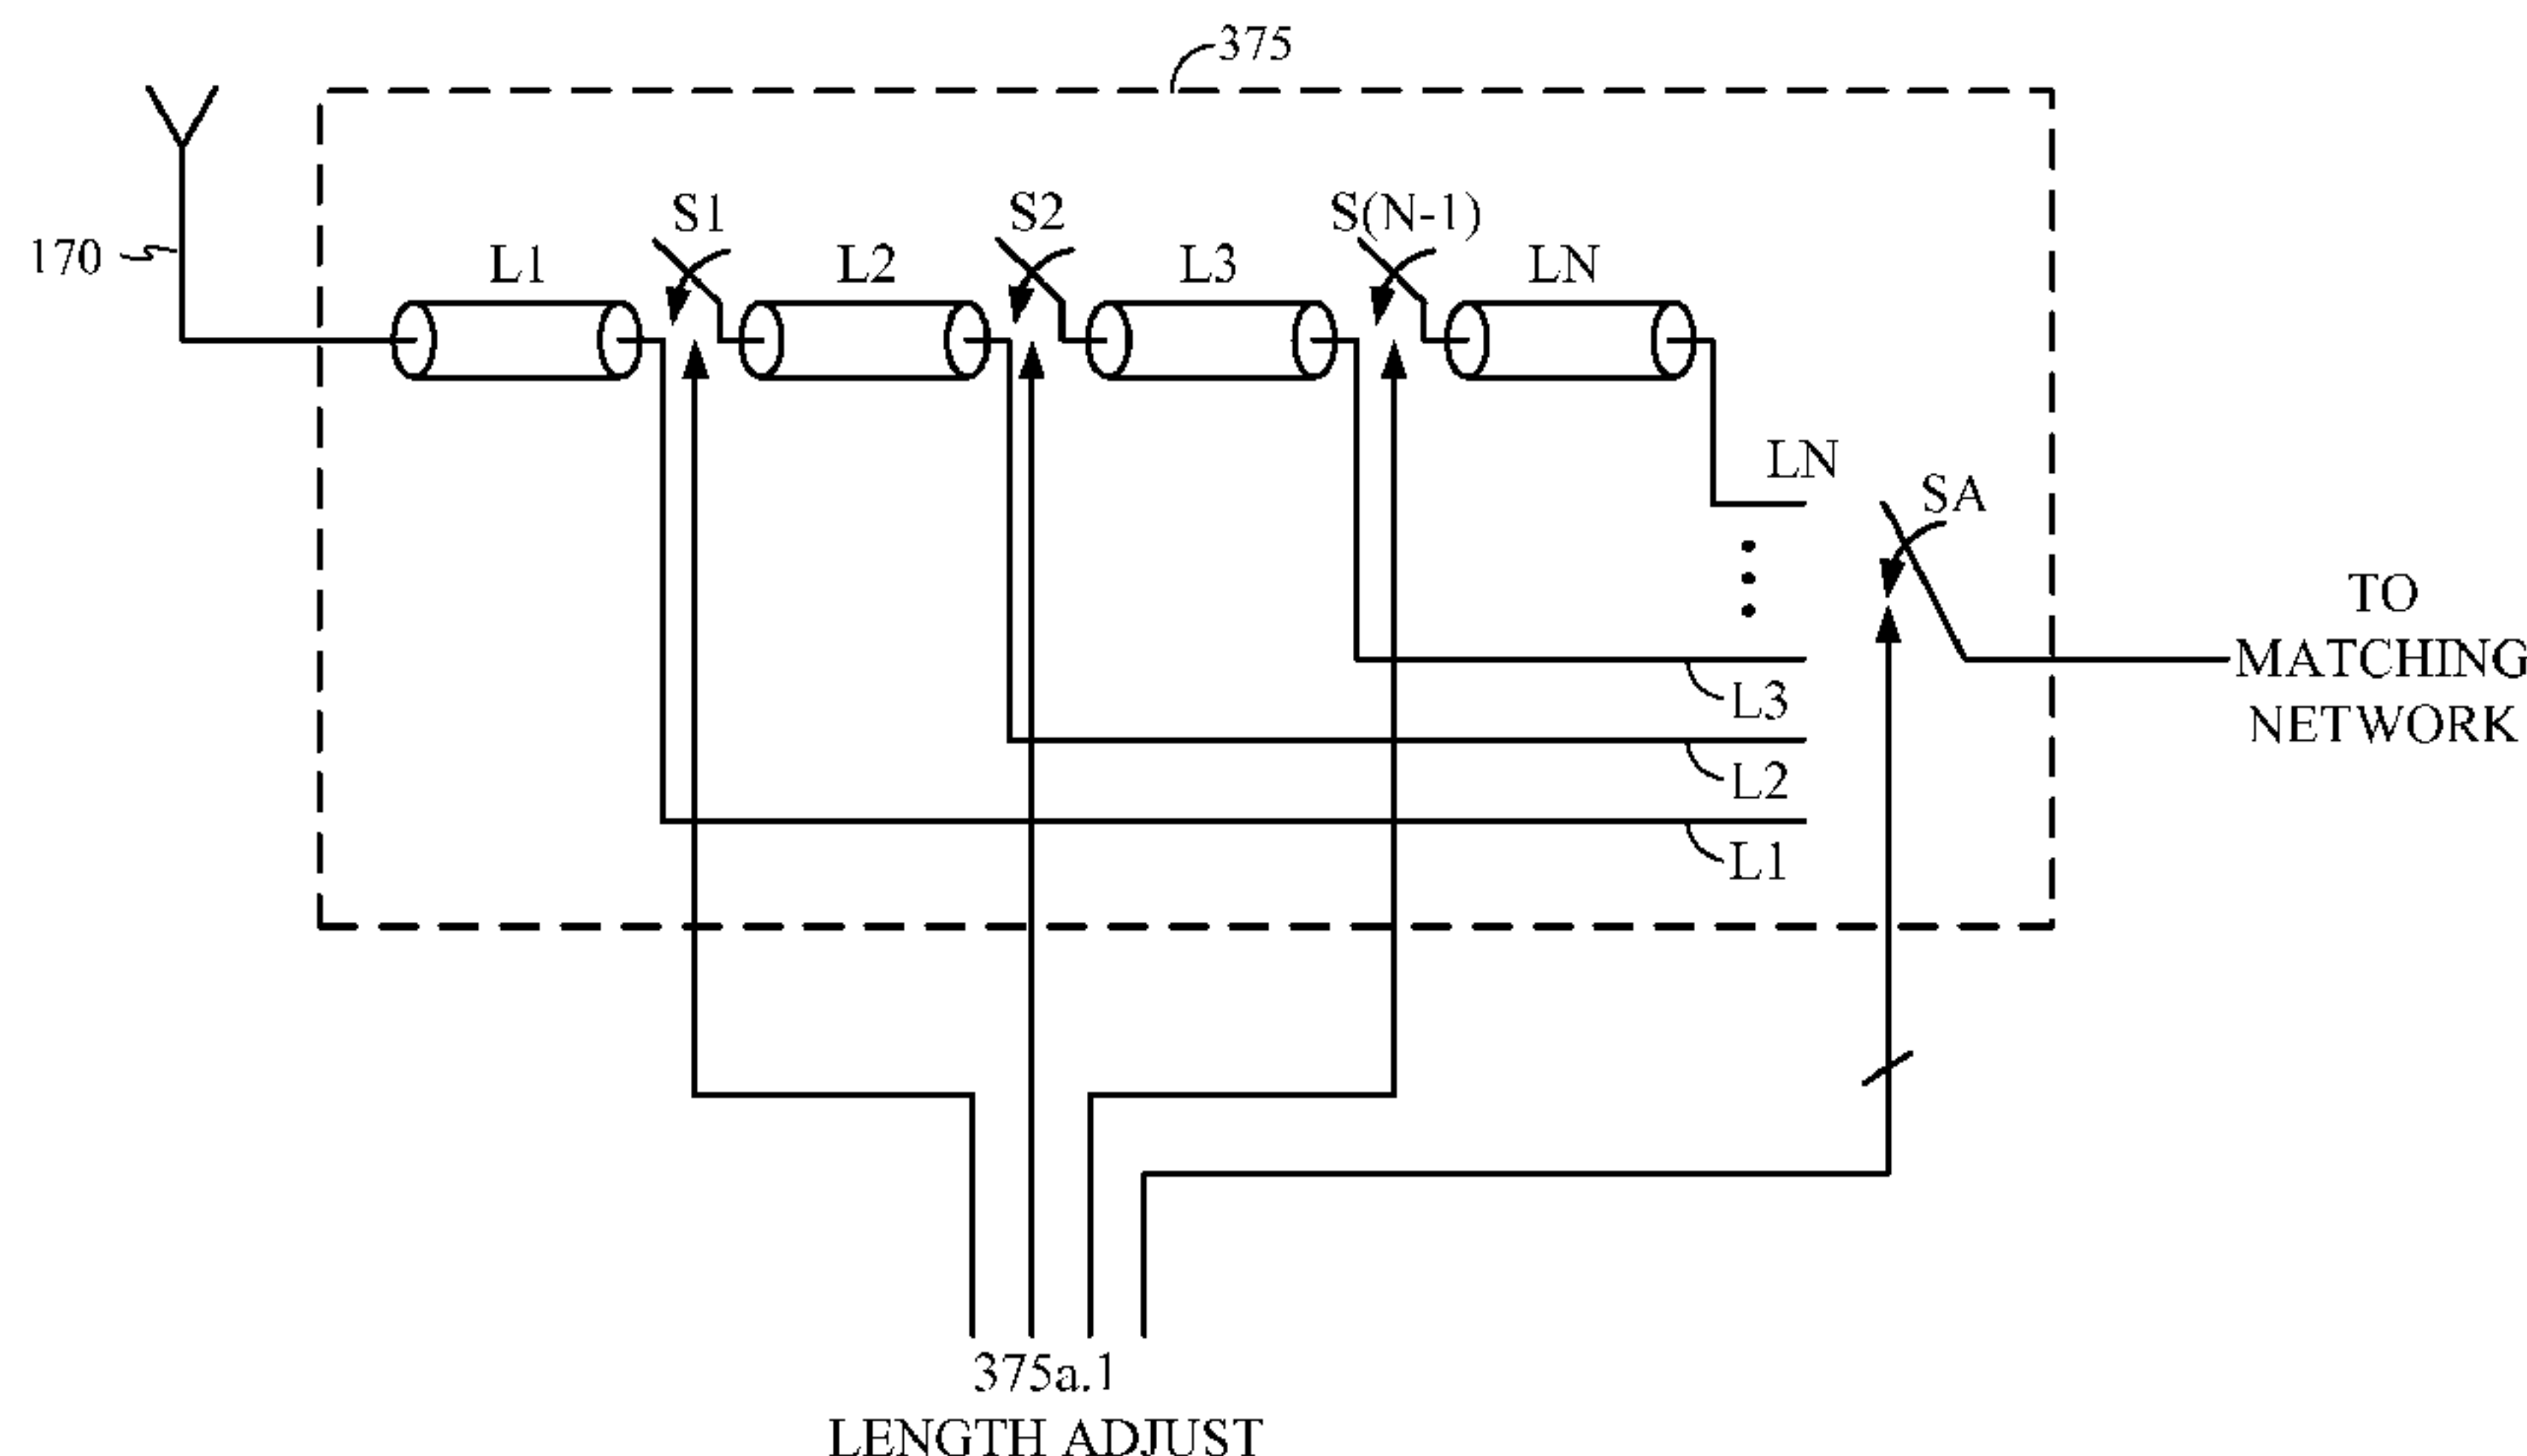 375
S1
S2
S(N-1)
170
L1
L2
L3
LN
LN
SA
TO
MATCHING
NETWORK
L3
L2
L1
375a.1
LENGTH ADJUST